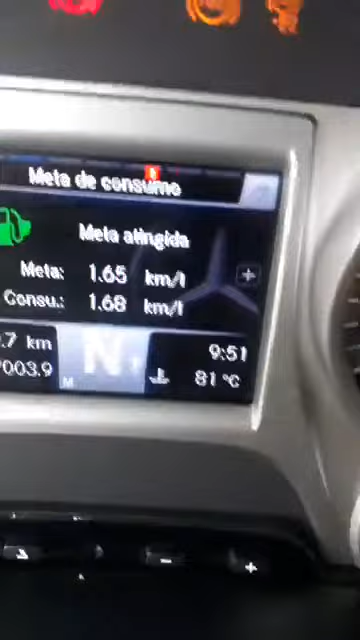 Meta de consumo
Meta atingida
Meta: 1.65 km/l
Consu.: 1.68 km/l
.7 km
003.9
N
M
9:51
81 °C
+
- +